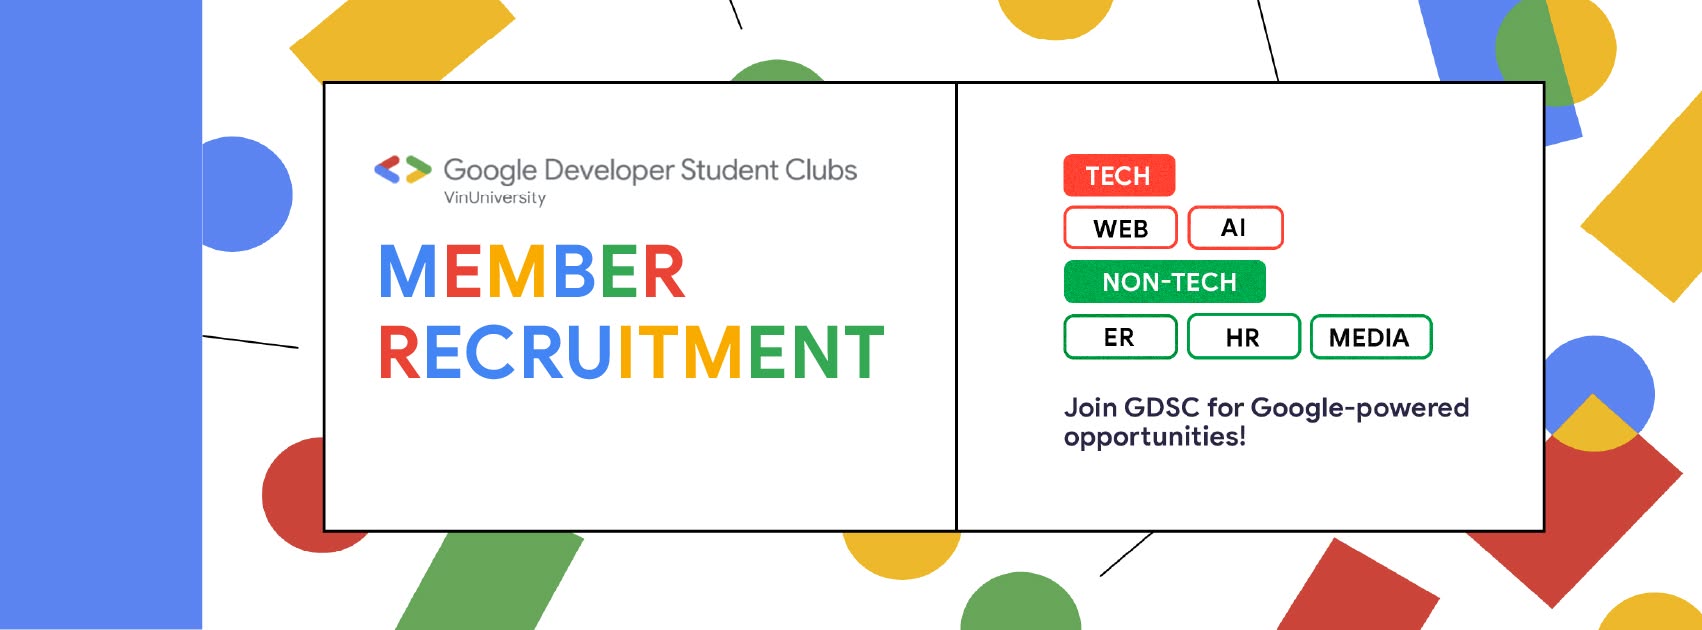 Google Developer Student Clubs
VinUniversity
MEMBER
RECRUITMENT
TECH
WEB AI
NON-TECH
ER HR MEDIA
Join GDSC for Google-powered
opportunities!